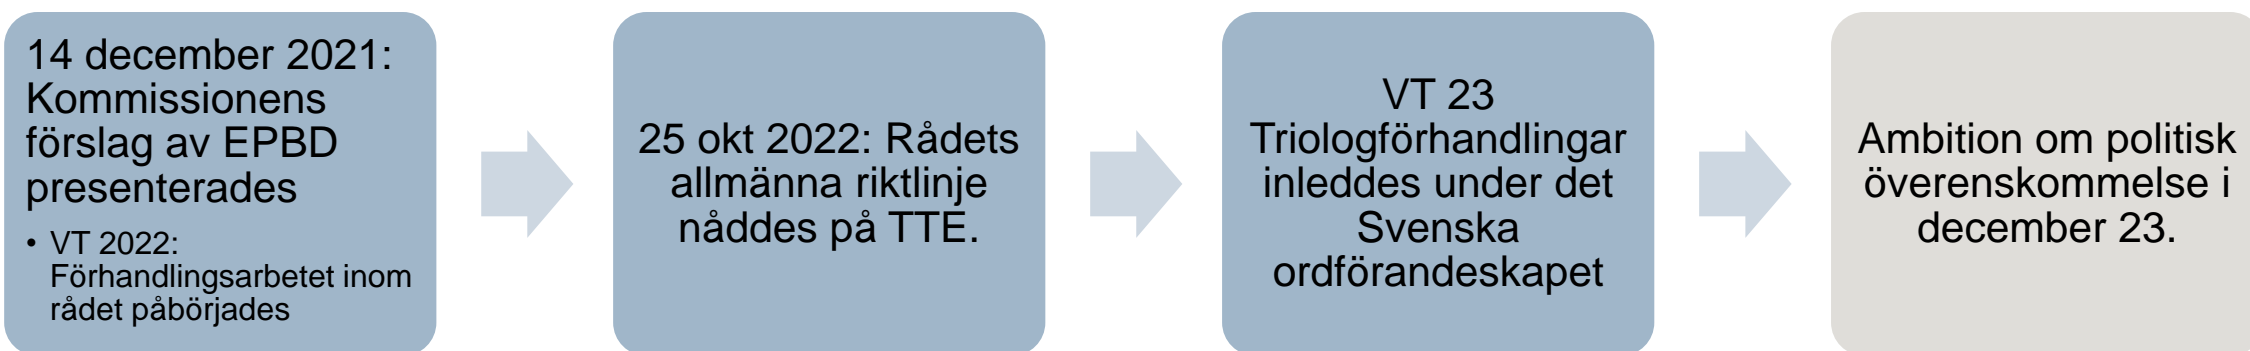 14 december 2021:
Kommissionens
förslag av EPBD
presenterades
• VT 2022:
Förhandlingsarbetet inom
rådet påbörjades
25 okt 2022: Rådets
allmänna riktlinje
nåddes på TTE.
VT 23
Triologförhandlingar
inleddes under det
Svenska
ordförandeskapet
Ambition om politisk
överenskommelse i
december 23.